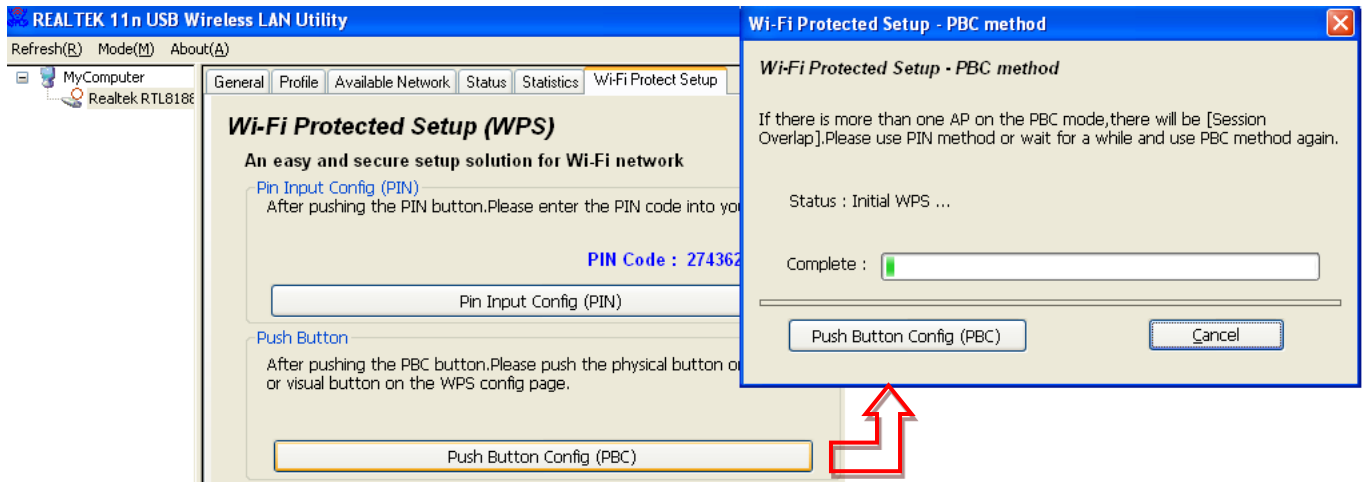 REALTEK 11n USB Wireless LAN Utility
Refresh(R) Mode(M) About(A)
MyComputer
Realtek RTL8188
General Profile Available Network Status Statistics Wi-Fi Protect Setup
Wi-Fi Protected Setup (WPS)
An easy and secure setup solution for Wi-Fi network
Pin Input Config (PIN)
After pushing the PIN button.Please enter the PIN code into
PIN Code : 274362
Pin Input Config (PIN)
Push Button
After pushing the PBC button.Please push the physical button
or visual button on the WPS config page.
Push Button Config (PBC)
Wi-Fi Protected Setup - PBC method
Wi-Fi Protected Setup - PBC method
If there is more than one AP on the PBC mode,there will be [Session
Overlap].Please use PIN method or wait for a while and use PBC method again.
Status : Initial WPS ...
Complete :
Push Button Config (PBC)
Cancel